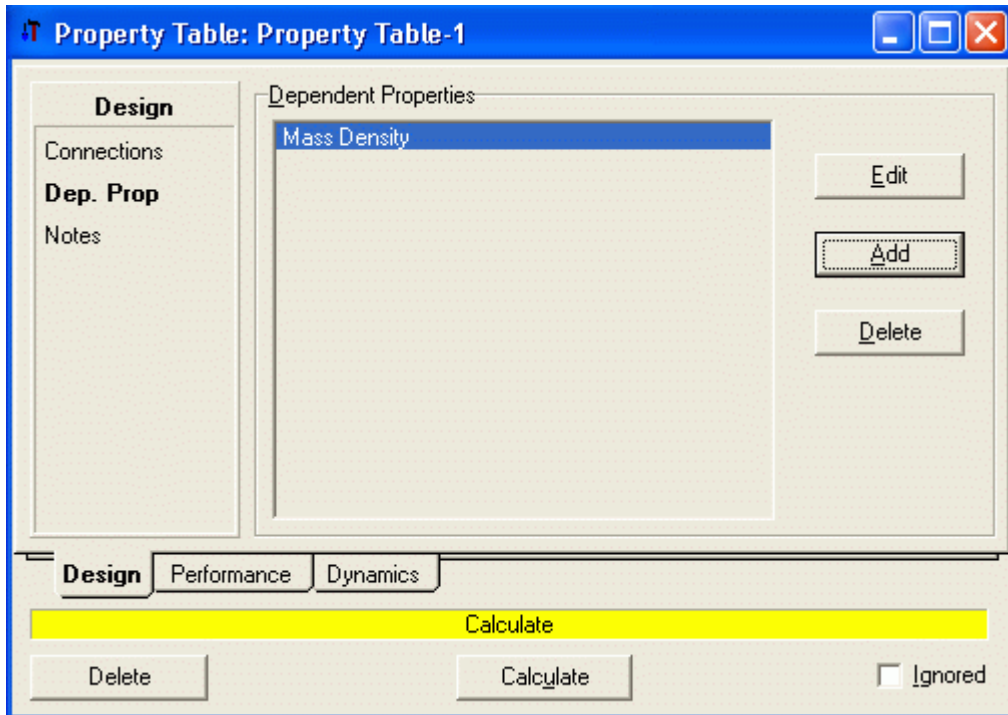 Property Table: Property Table-1
Design
Connections
Dep. Prop
Notes
Dependent Properties
Mass Density
Edit
Add
Delete
Design Performance Dynamics
Calculate
Delete Calculate Ignored